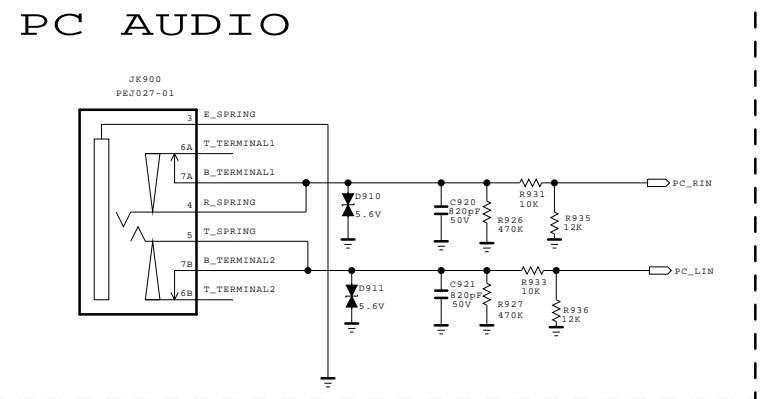 PC AUDIO
JK900
PEJ027-01
3 E_SPRING
6A T_TERMINAL1
7A B_TERMINAL1
4 R_SPRING
5 T_SPRING
7B B_TERMINAL2
6B T_TERMINAL2
D910
5.6V
C920
820pF
50V
R926
470K
R931
10K
R935
12K
PC_RIN
D911
5.6V
C921
820pF
50V
R927
470K
R933
10K
R936
12K
PC_LIN